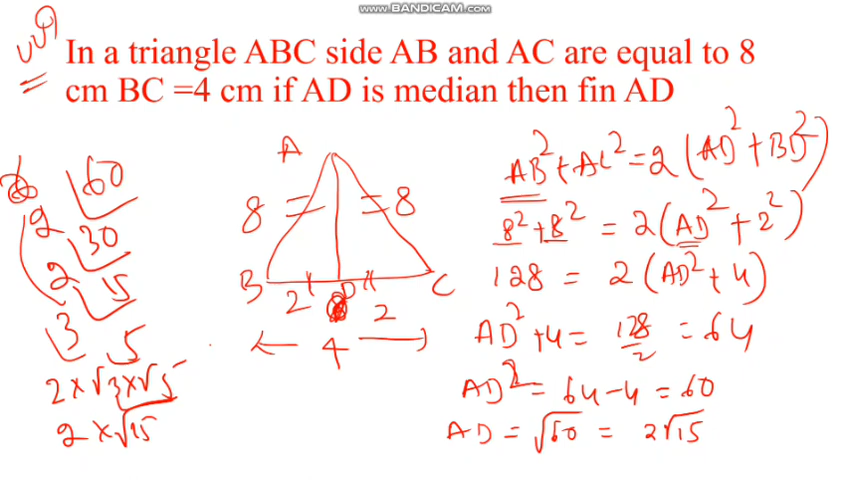 WWW.BANDICAM.COM
In a triangle ABC side AB and AC are equal to 8
cm BC =4 cm if AD is median then fin AD
2 60
2 30
3 15
5
2 × √3 × √5
2 × √15
A
8 8
B D C
2 2
4
AB² + AC² = 2 (AD² + BD²)
8² + 8² = 2 (AD² + 2²)
128 = 2 (AD² + 4)
AD² + 4 = 128/2 = 64
AD² = 64 - 4 = 60
AD = √60 = 2√15